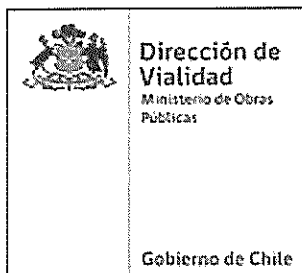 Dirección de
Vialidad
Ministerio de Obras
Públicas
Gobierno de Chile